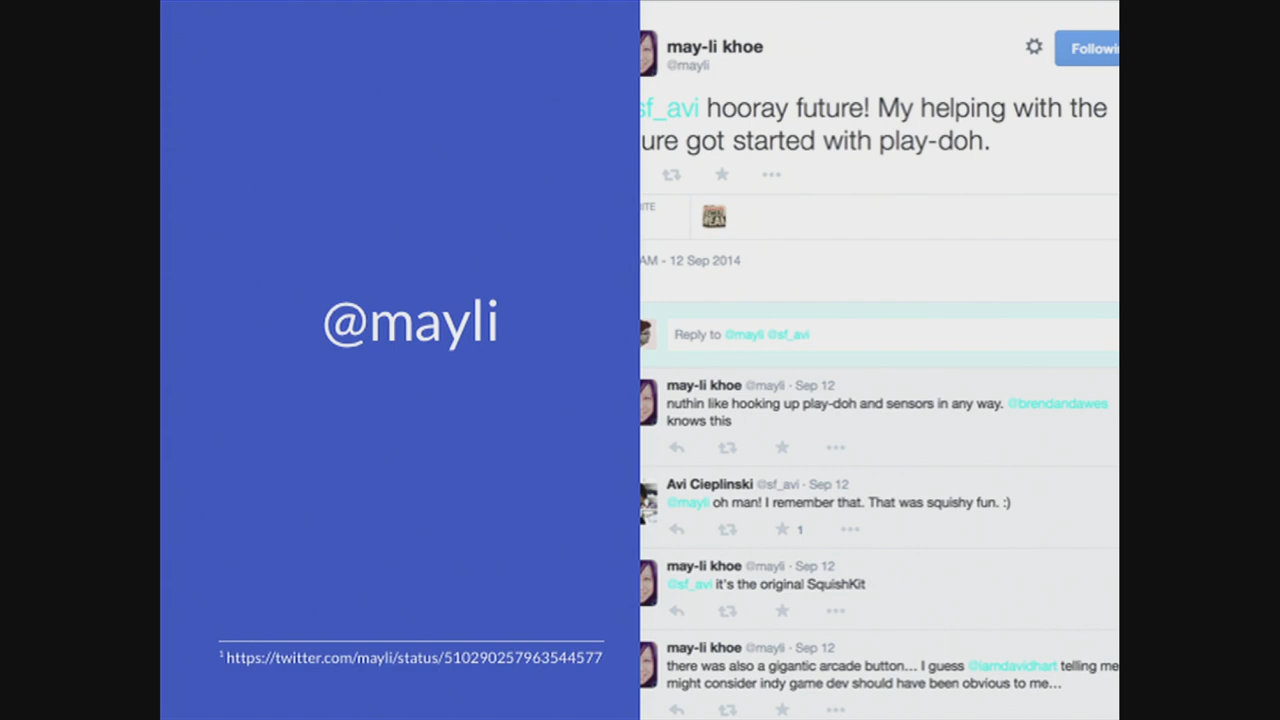 @mayli
1 https://twitter.com/mayli/status/510290257963544577
may-li khoe
@mayli
Followi
sf_avi hooray future! My helping with the
ure got started with play-doh.
ITE
AM - 12 Sep 2014
Reply to @mayli @sf_avi
may-li khoe @mayli · Sep 12
nuthin like hooking up play-doh and sensors in any way. @brendandawes
knows this
Avi Cieplinski @sf_avi · Sep 12
@mayli oh man! I remember that. That was squishy fun. :)
1
may-li khoe @mayli · Sep 12
@sf_avi it's the original SquishKit
may-li khoe @mayli · Sep 12
there was also a gigantic arcade button... I guess @iamdavidhart telling me
might consider indy game dev should have been obvious to me...